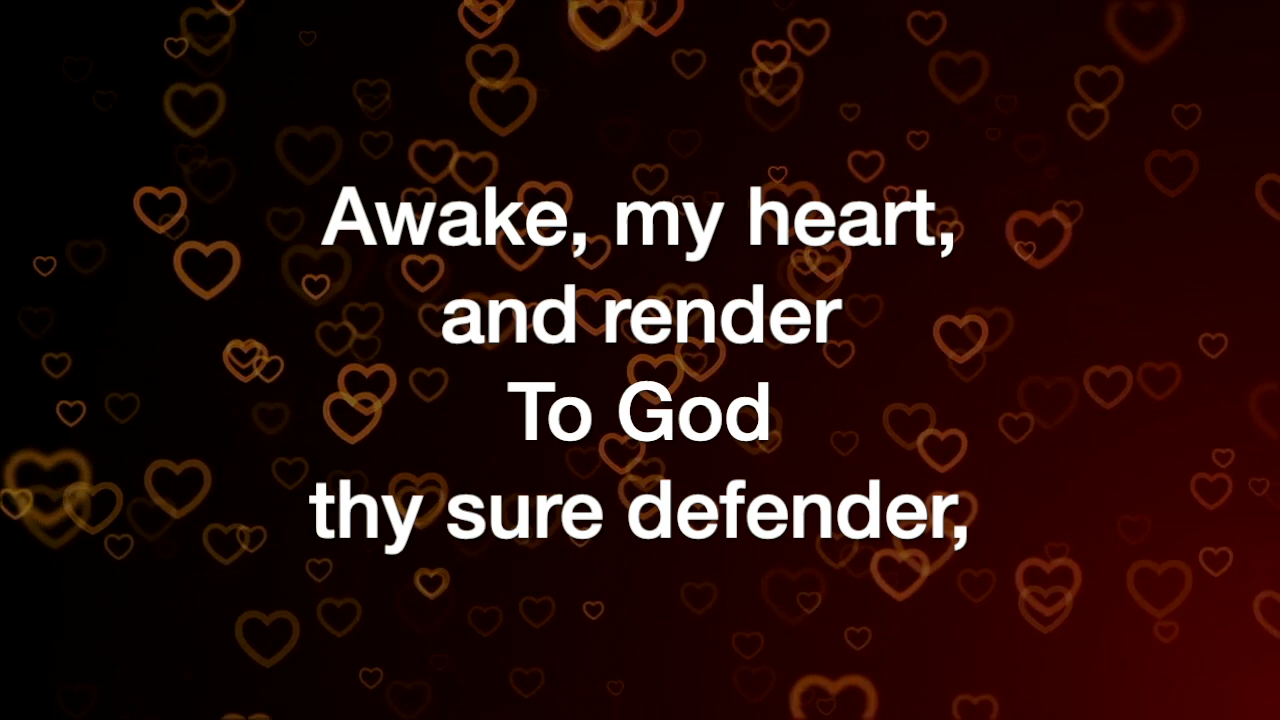 Awake, my heart,
and render
To God
thy sure defender,